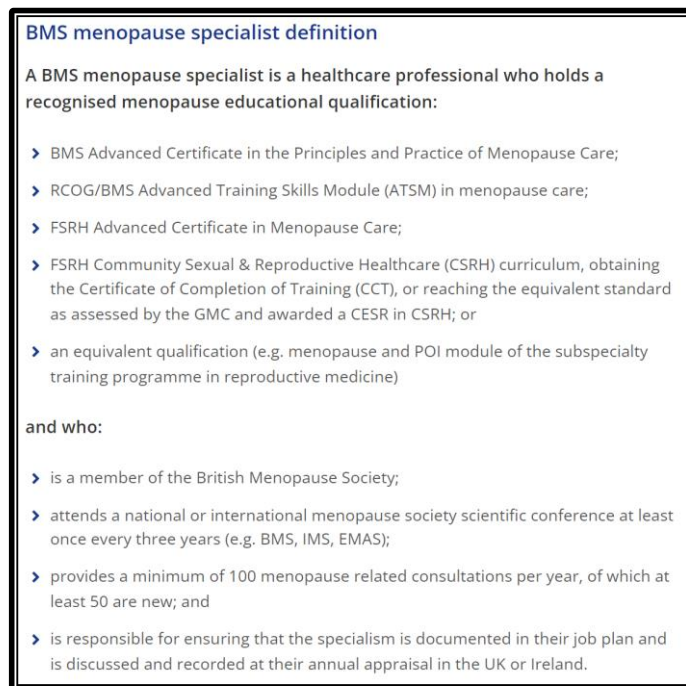 BMS menopause specialist definition
A BMS menopause specialist is a healthcare professional who holds a
recognised menopause educational qualification:
BMS Advanced Certificate in the Principles and Practice of Menopause Care;
RCOG/BMS Advanced Training Skills Module (ATSM) in menopause care;
FSRH Advanced Certificate in Menopause Care;
FSRH Community Sexual & Reproductive Healthcare (CSRH) curriculum, obtaining
the Certificate of Completion of Training (CCT), or reaching the equivalent standard
as assessed by the GMC and awarded a CESR in CSRH; or
an equivalent qualification (e.g. menopause and POI module of the subspecialty
training programme in reproductive medicine)
and who:
is a member of the British Menopause Society;
attends a national or international menopause society scientific conference at least
once every three years (e.g. BMS, IMS, EMAS);
provides a minimum of 100 menopause related consultations per year, of which at
least 50 are new; and
is responsible for ensuring that the specialism is documented in their job plan and
is discussed and recorded at their annual appraisal in the UK or Ireland.